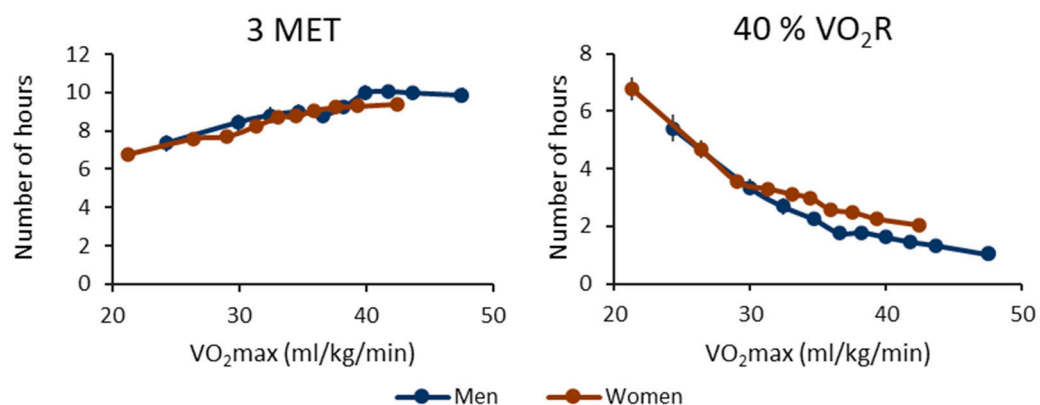 3 MET
Number of hours
12
10
8
6
4
2
0
20 30 40 50
VO₂max (ml/kg/min)
40 % VO₂R
Number of hours
8
6
4
2
0
20 30 40 50
VO₂max (ml/kg/min)
Men Women